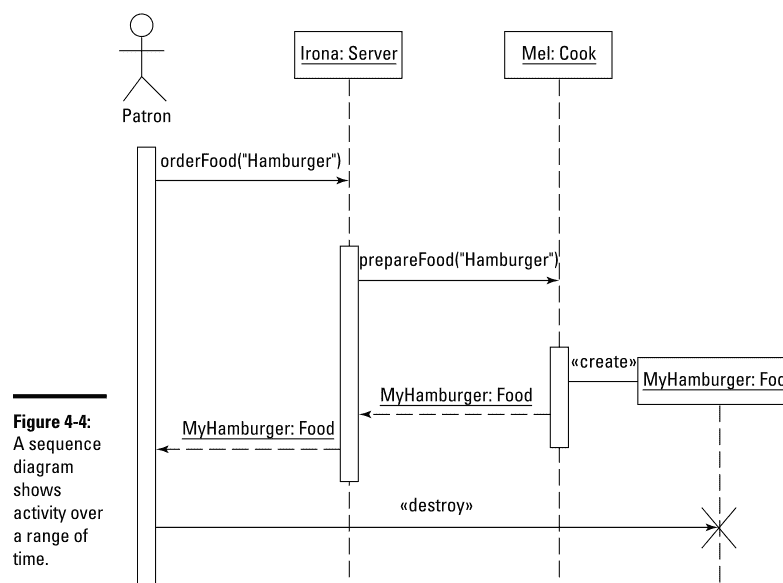 Irona: Server
Mel: Cook
Patron
orderFood("Hamburger")
prepareFood("Hamburger")
«create»
MyHamburger: Foo
MyHamburger: Food
MyHamburger: Food
«destroy»
Figure 4-4:
A sequence
diagram
shows
activity over
a range of
time.